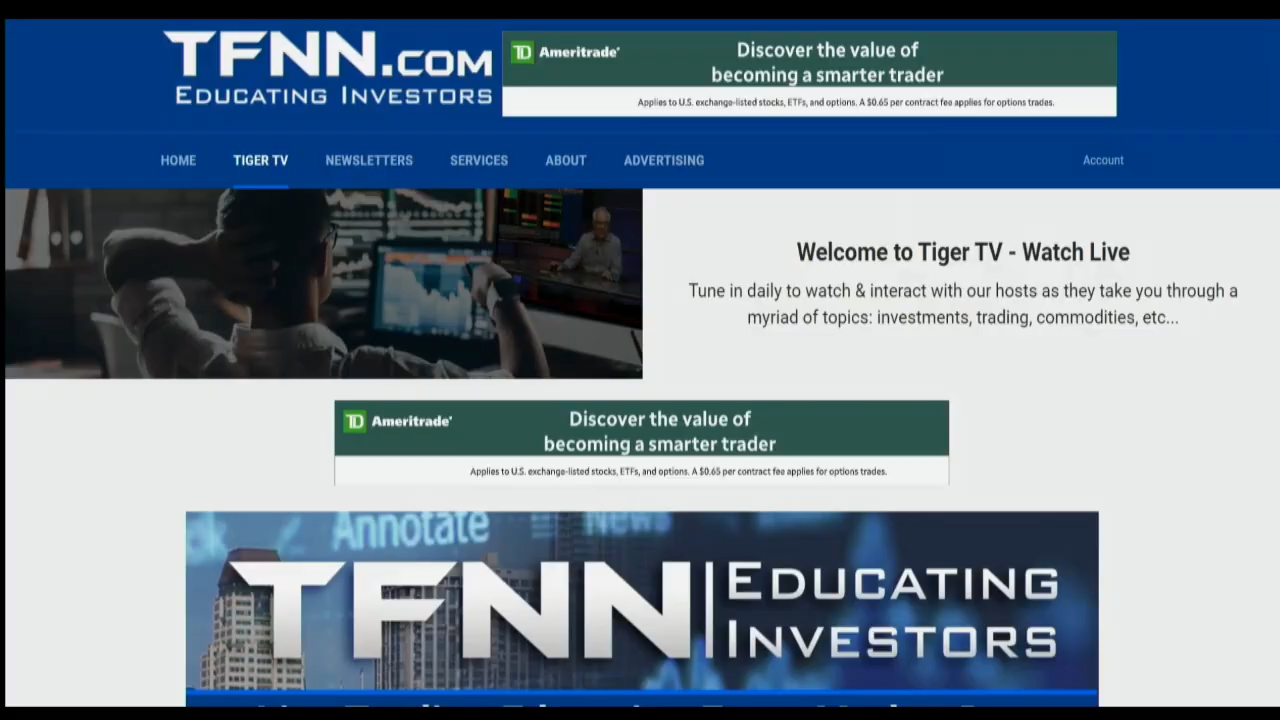 TFNN.COM
EDUCATING INVESTORS
TD Ameritrade
Discover the value of
becoming a smarter trader
Applies to U.S. exchange-listed stocks, ETFs, and options. A $0.65 per contract fee applies for options trades.
HOME TIGER TV NEWSLETTERS SERVICES ABOUT ADVERTISING Account
Welcome to Tiger TV - Watch Live
Tune in daily to watch & interact with our hosts as they take you through a
myriad of topics: investments, trading, commodities, etc...
TD Ameritrade
Discover the value of
becoming a smarter trader
Applies to U.S. exchange-listed stocks, ETFs, and options. A $0.65 per contract fee applies for options trades.
Annotate News
TFNN EDUCATING
INVESTORS